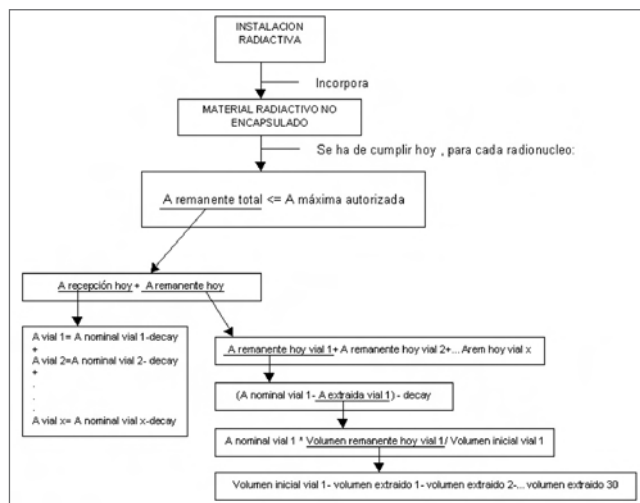 INSTALACION
RADIACTIVA
Incorpora
MATERIAL RADIACTIVO NO
ENCAPSULADO
Se ha de cumplir hoy , para cada radionucleo:
A remanente total <= A máxima autorizada
A recepción hoy + A remanente hoy
A vial 1= A nominal vial 1-decay
+
A vial 2=A nominal vial 2- decay
+
.
.
.
A vial x= A nominal vial x-decay
A remanente hoy vial 1+ A remanente hoy vial 2+... Arem hoy vial x
(A nominal vial 1- A extraida vial 1) - decay
A nominal vial 1 * Volumen remanente hoy vial 1/ Volumen inicial vial 1
Volumen inicial vial 1- volumen extraido 1- volumen extraido 2-... volumen extraido 30